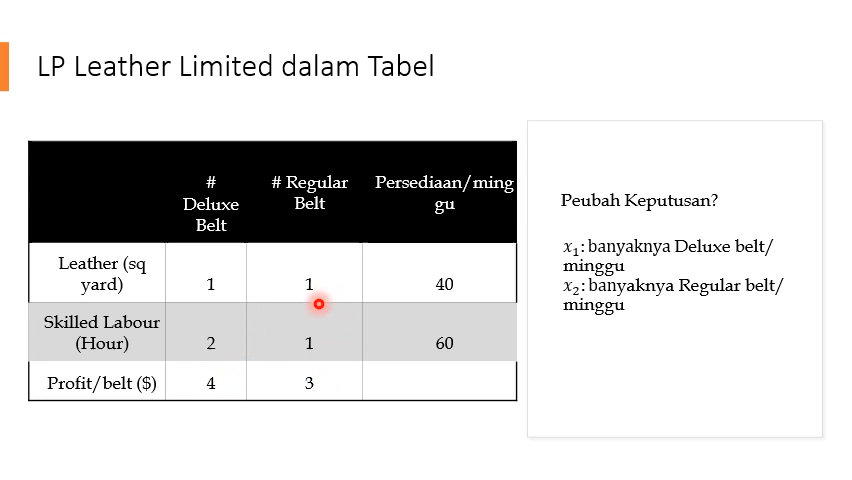 LP Leather Limited dalam Tabel
#
Deluxe
Belt
# Regular
Belt
Persediaan/ming
gu
Leather (sq
yard)
1
1
40
Skilled Labour
(Hour)
2
1
60
Profit/belt ($)
4
3
Peubah Keputusan?
x₁: banyaknya Deluxe belt/
minggu
x₂: banyaknya Regular belt/
minggu